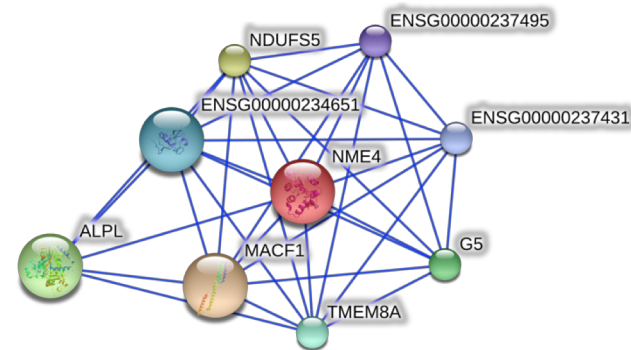 ENSG00000237495
NDUFS5
ENSG00000234651
ENSG00000237431
NME4
ALPL
MACF1
G5
TMEM8A